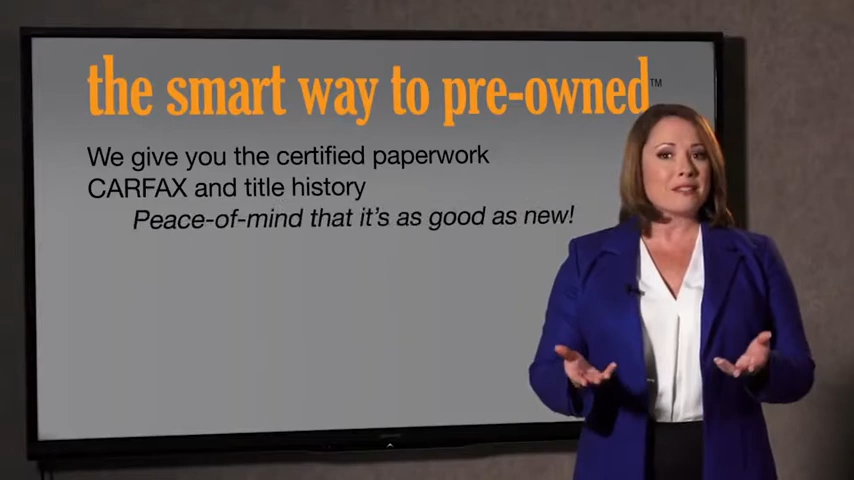 the smart way to pre-owned™
We give you the certified paperwork
CARFAX and title history
Peace-of-mind that it's as good as new!